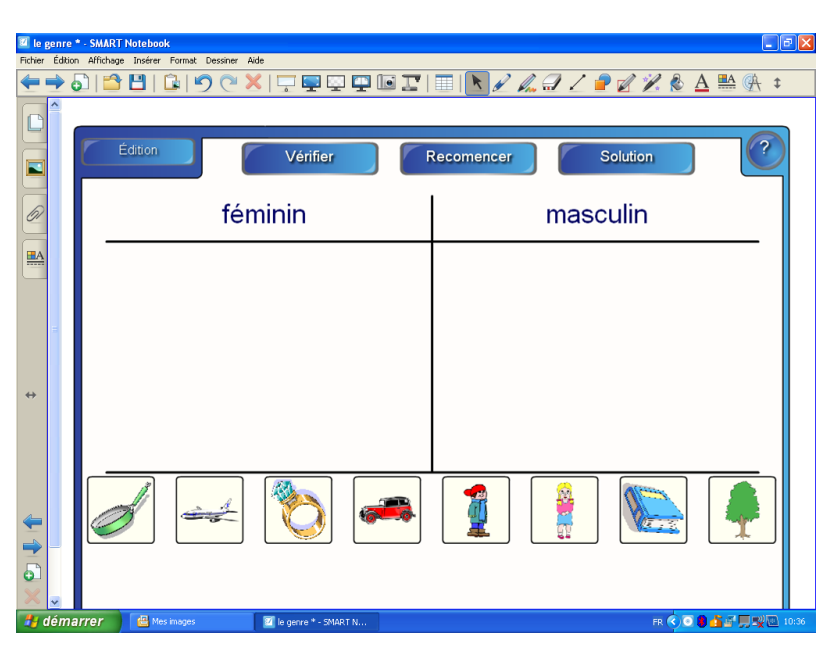 le genre * - SMART Notebook
Fichier Édition Affichage Insérer Format Dessiner Aide
Édition
Vérifier
Recomencer
Solution
?
féminin
masculin
démarrer
Mes images
le genre * - SMART N...
FR
10:36